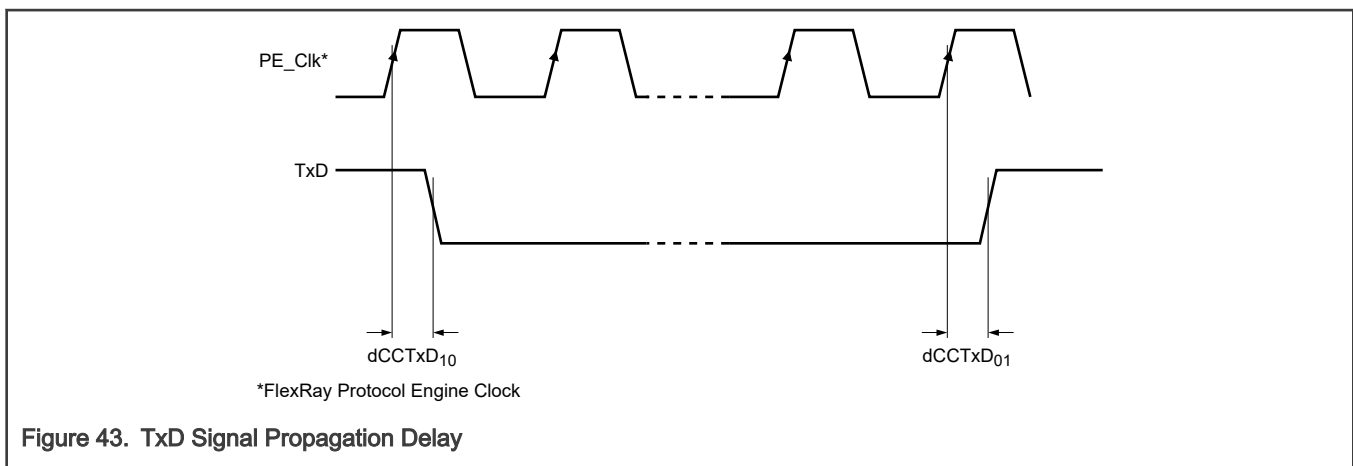 PE_Clk*
TxD
dCCTxD10
dCCTxD01
*FlexRay Protocol Engine Clock
Figure 43. TxD Signal Propagation Delay